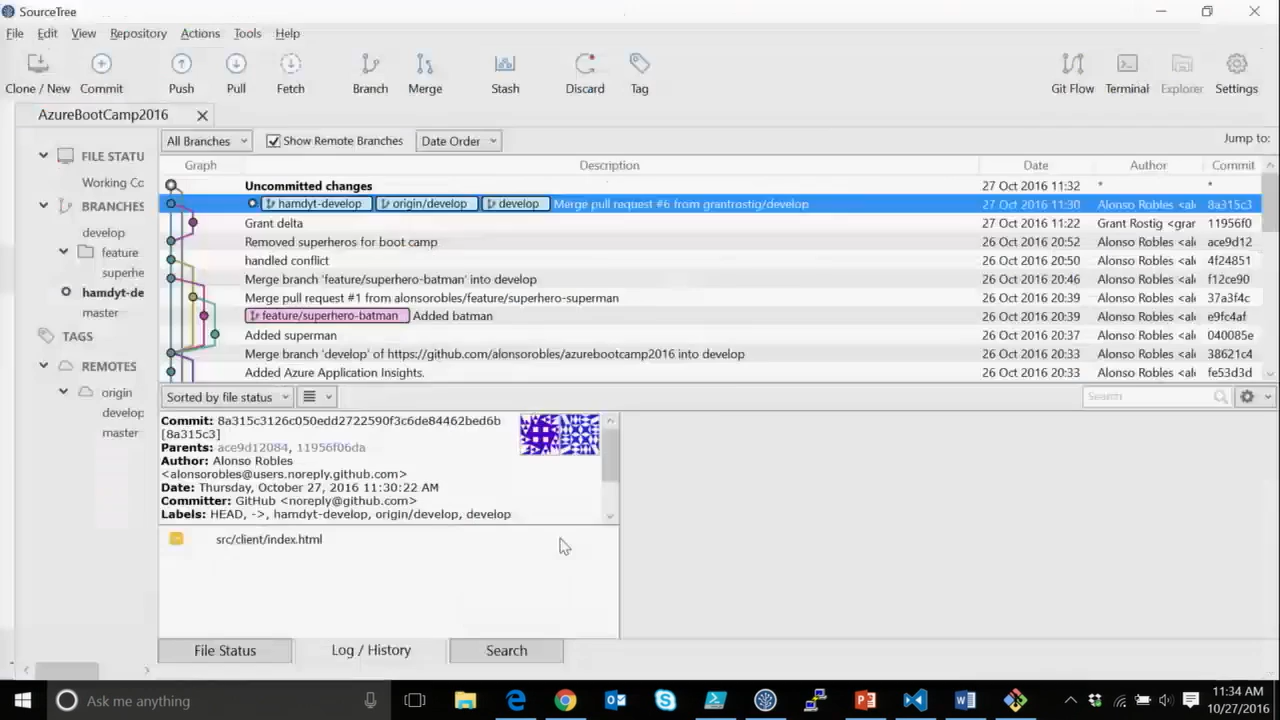 SourceTree
File Edit View Repository Actions Tools Help
Clone / New Commit Push Pull Fetch Branch Merge Stash Discard Tag Git Flow Terminal Explorer Settings
AzureBootCamp2016
All Branches Show Remote Branches Date Order Jump to:
Graph Description Date Author Commit
Uncommitted changes 27 Oct 2016 11:32 * *
hamdyt-develop origin/develop develop Merge pull request #6 from grantrostig/develop 27 Oct 2016 11:30 Alonso Robles <al 8a315c3
Grant delta 27 Oct 2016 11:22 Grant Rostig <grar 11956f0
Removed superheros for boot camp 26 Oct 2016 20:52 Alonso Robles <al ace9d12
handled conflict 26 Oct 2016 20:50 Alonso Robles <al 4f24851
Merge branch 'feature/superhero-batman' into develop 26 Oct 2016 20:46 Alonso Robles <al f12ce90
Merge pull request #1 from alonsorobles/feature/superhero-superman 26 Oct 2016 20:39 Alonso Robles <al 37a3f4c
feature/superhero-batman Added batman 26 Oct 2016 20:39 Alonso Robles <al e9fc4af
Added superman 26 Oct 2016 20:37 Alonso Robles <al 040085e
Merge branch 'develop' of https://github.com/alonsorobles/azurebootcamp2016 into develop 26 Oct 2016 20:33 Alonso Robles <al 38621c4
Added Azure Application Insights. 26 Oct 2016 20:33 Alonso Robles <al fe53d3d
FILE STATU
Working Co
BRANCHES
develop
feature
superhe
hamdyt-de
master
TAGS
REMOTES
origin
develop
master
Sorted by file status Search
Commit: 8a315c3126c050edd2722590f3c6de84462bed6b
[8a315c3]
Parents: ace9d12084, 11956f06da
Author: Alonso Robles
<alonsorobles@users.noreply.github.com>
Date: Thursday, October 27, 2016 11:30:22 AM
Committer: GitHub <noreply@github.com>
Labels: HEAD, ->, hamdyt-develop, origin/develop, develop
src/client/index.html
File Status Log / History Search
Ask me anything
11:34 AM
10/27/2016